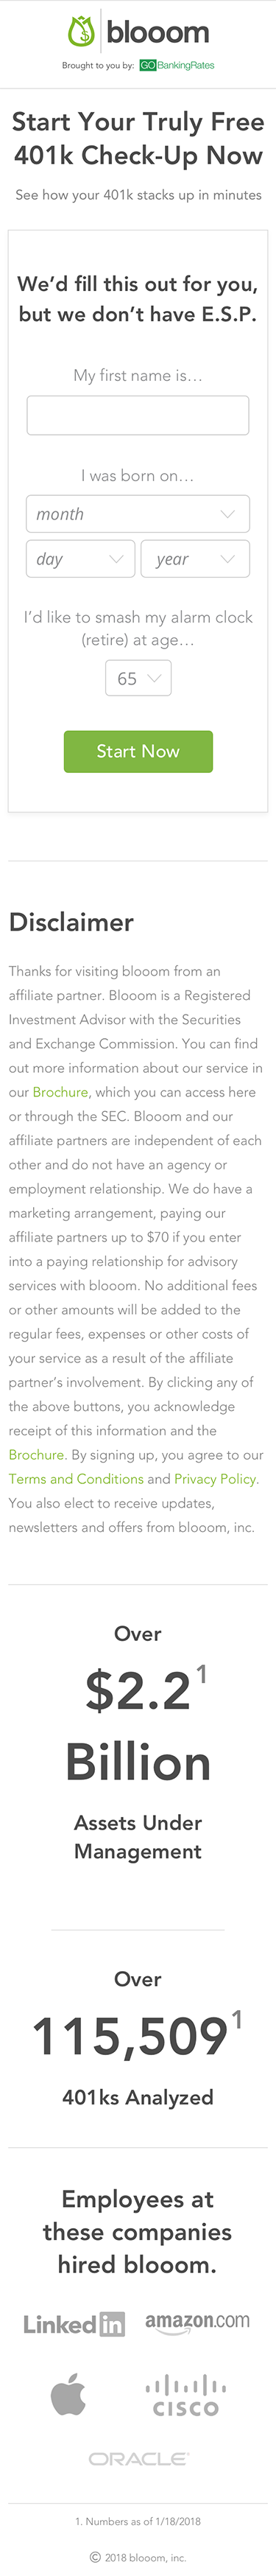 blooom
Brought to you by: GOBankingRates
Start Your Truly Free
401k Check-Up Now
See how your 401k stacks up in minutes
We'd fill this out for you,
but we don't have E.S.P.
My first name is...
I was born on...
month
day year
I'd like to smash my alarm clock
(retire) at age...
65
Start Now
Disclaimer
Thanks for visiting blooom from an
affiliate partner. Blooom is a Registered
Investment Advisor with the Securities
and Exchange Commission. You can find
out more information about our service in
our Brochure, which you can access here
or through the SEC. Blooom and our
affiliate partners are independent of each
other and do not have an agency or
employment relationship. We do have a
marketing arrangement, paying our
affiliate partners up to $70 if you enter
into a paying relationship for advisory
services with blooom. No additional fees
or other amounts will be added to the
regular fees, expenses or other costs of
your service as a result of the affiliate
partner's involvement. By clicking any of
the above buttons, you acknowledge
receipt of this information and the
Brochure. By signing up, you agree to our
Terms and Conditions and Privacy Policy.
You also elect to receive updates,
newsletters and offers from blooom, inc.
Over
$2.2¹
Billion
Assets Under
Management
Over
115,509¹
401ks Analyzed
Employees at
these companies
hired blooom.
LinkedIn amazon.com
CISCO
ORACLE
1. Numbers as of 1/18/2018
© 2018 blooom, inc.